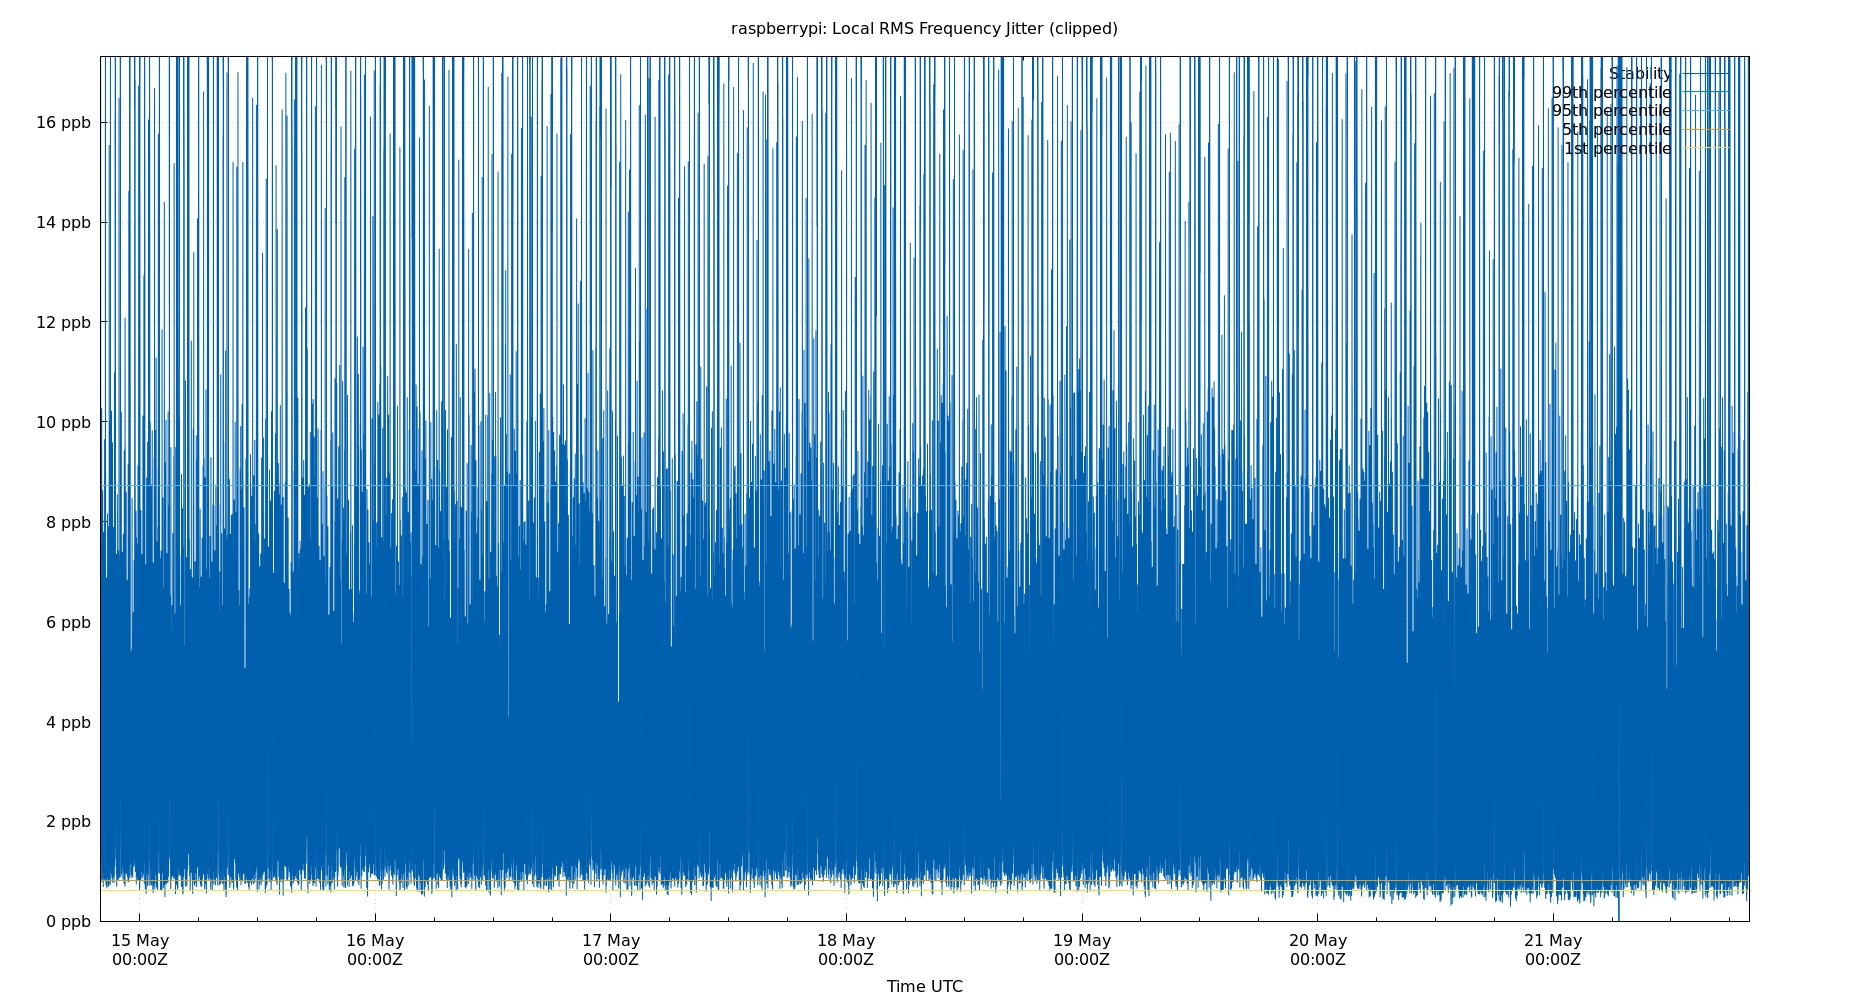 raspberrypi: Local RMS Frequency Jitter (clipped)
Stability
99th percentile
95th percentile
5th percentile
1st percentile
16 ppb
14 ppb
12 ppb
10 ppb
8 ppb
6 ppb
4 ppb
2 ppb
0 ppb
15 May 16 May 17 May 18 May 19 May 20 May 21 May
00:00Z 00:00Z 00:00Z 00:00Z 00:00Z 00:00Z 00:00Z
Time UTC